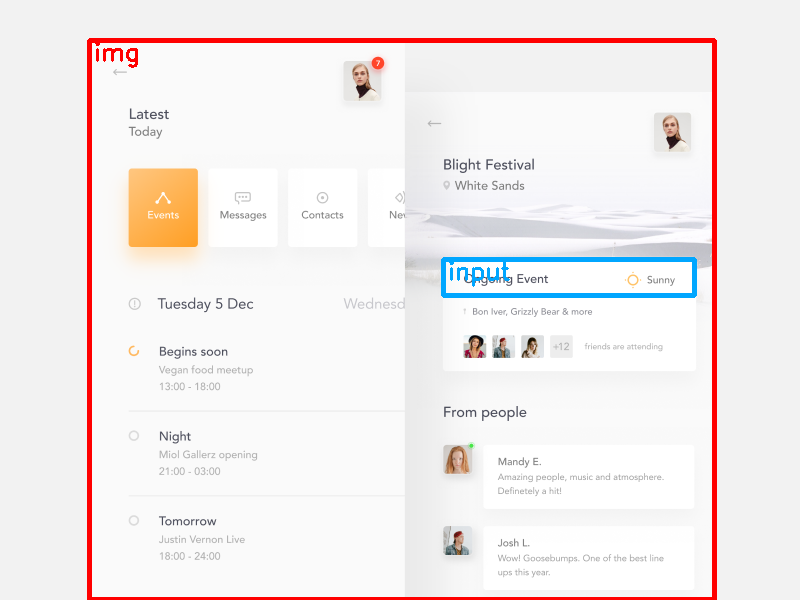 img
7
Latest
Today
Events
Messages
Contacts
Tuesday 5 Dec
Wednesd
Begins soon
Vegan food meetup
13:00 - 18:00
Night
Miol Gallerz opening
21:00 - 03:00
Tomorrow
Justin Vernon Live
18:00 - 24:00
Blight Festival
White Sands
input
Ongoing Event
Sunny
Bon Iver, Grizzly Bear & more
+12
friends are attending
From people
Mandy E.
Amazing people, music and atmosphere.
Definetely a hit!
Josh L.
Wow! Goosebumps. One of the best line
ups this year.